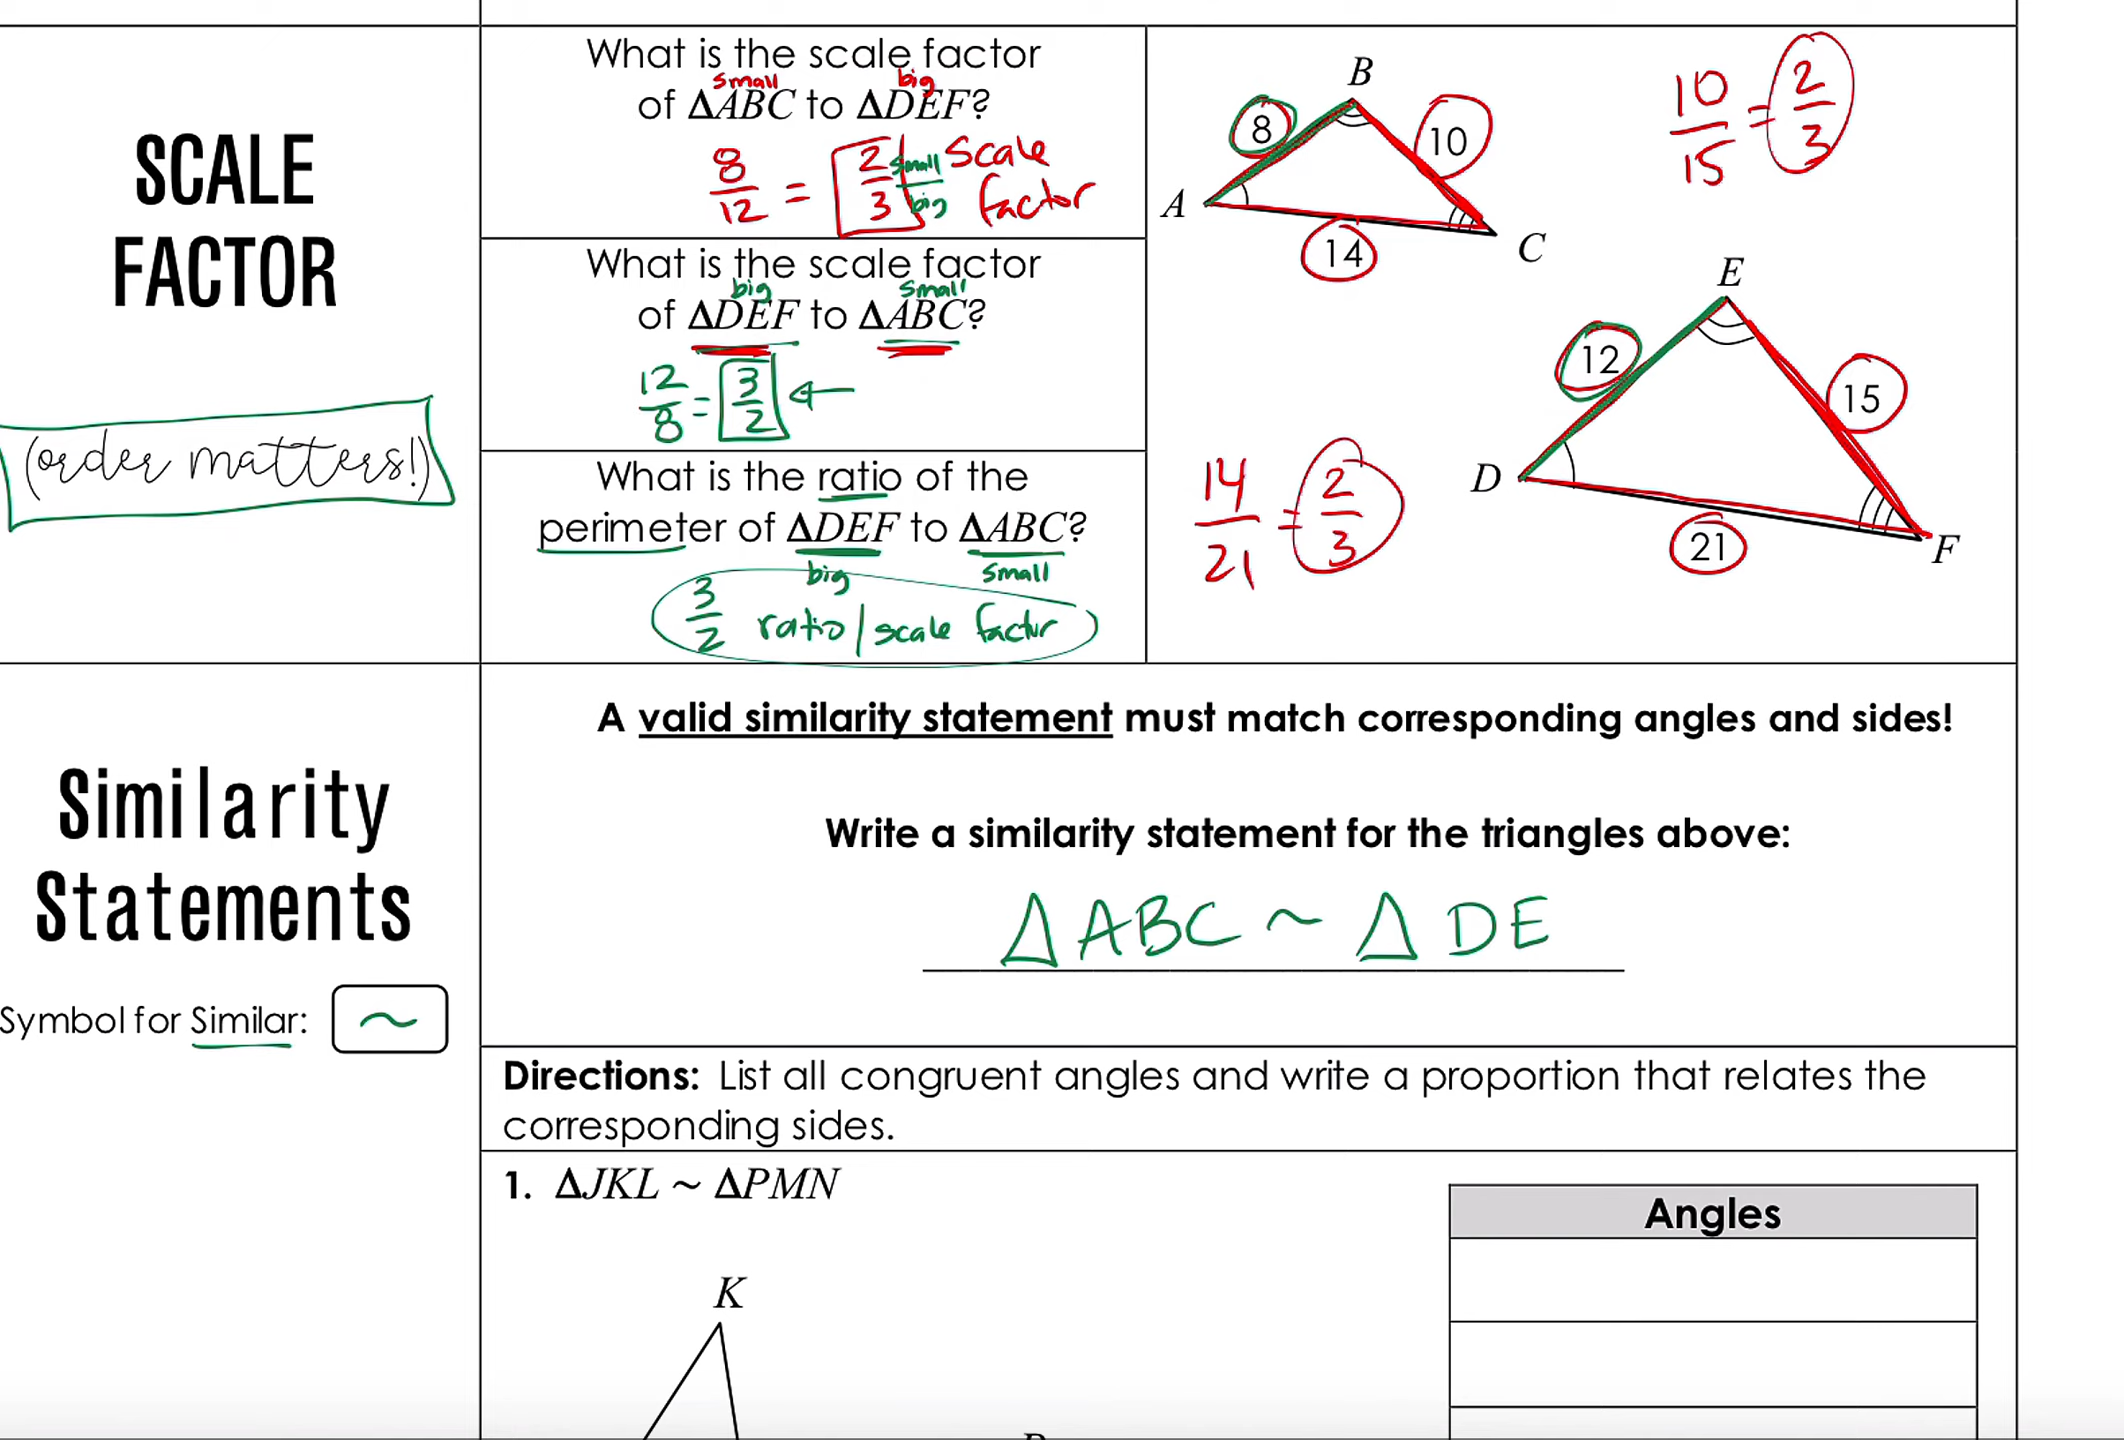 SCALE
FACTOR
(order matters!)
What is the scale factor
small big
of ΔABC to ΔDEF?
8/12 = 2/3 small/big scale factor
What is the scale factor
big small
of ΔDEF to ΔABC?
12/8 = 3/2
What is the ratio of the
perimeter of ΔDEF to ΔABC?
big small
3/2 ratio/scale factor
B
8
10
A
14
C
10/15 = 2/3
E
12
15
D
21
F
14/21 = 2/3
Similarity
Statements
Symbol for Similar: ~
A valid similarity statement must match corresponding angles and sides!
Write a similarity statement for the triangles above:
Δ ABC ~ Δ DE
Directions: List all congruent angles and write a proportion that relates the
corresponding sides.
1. ΔJKL ~ ΔPMN
K
Angles